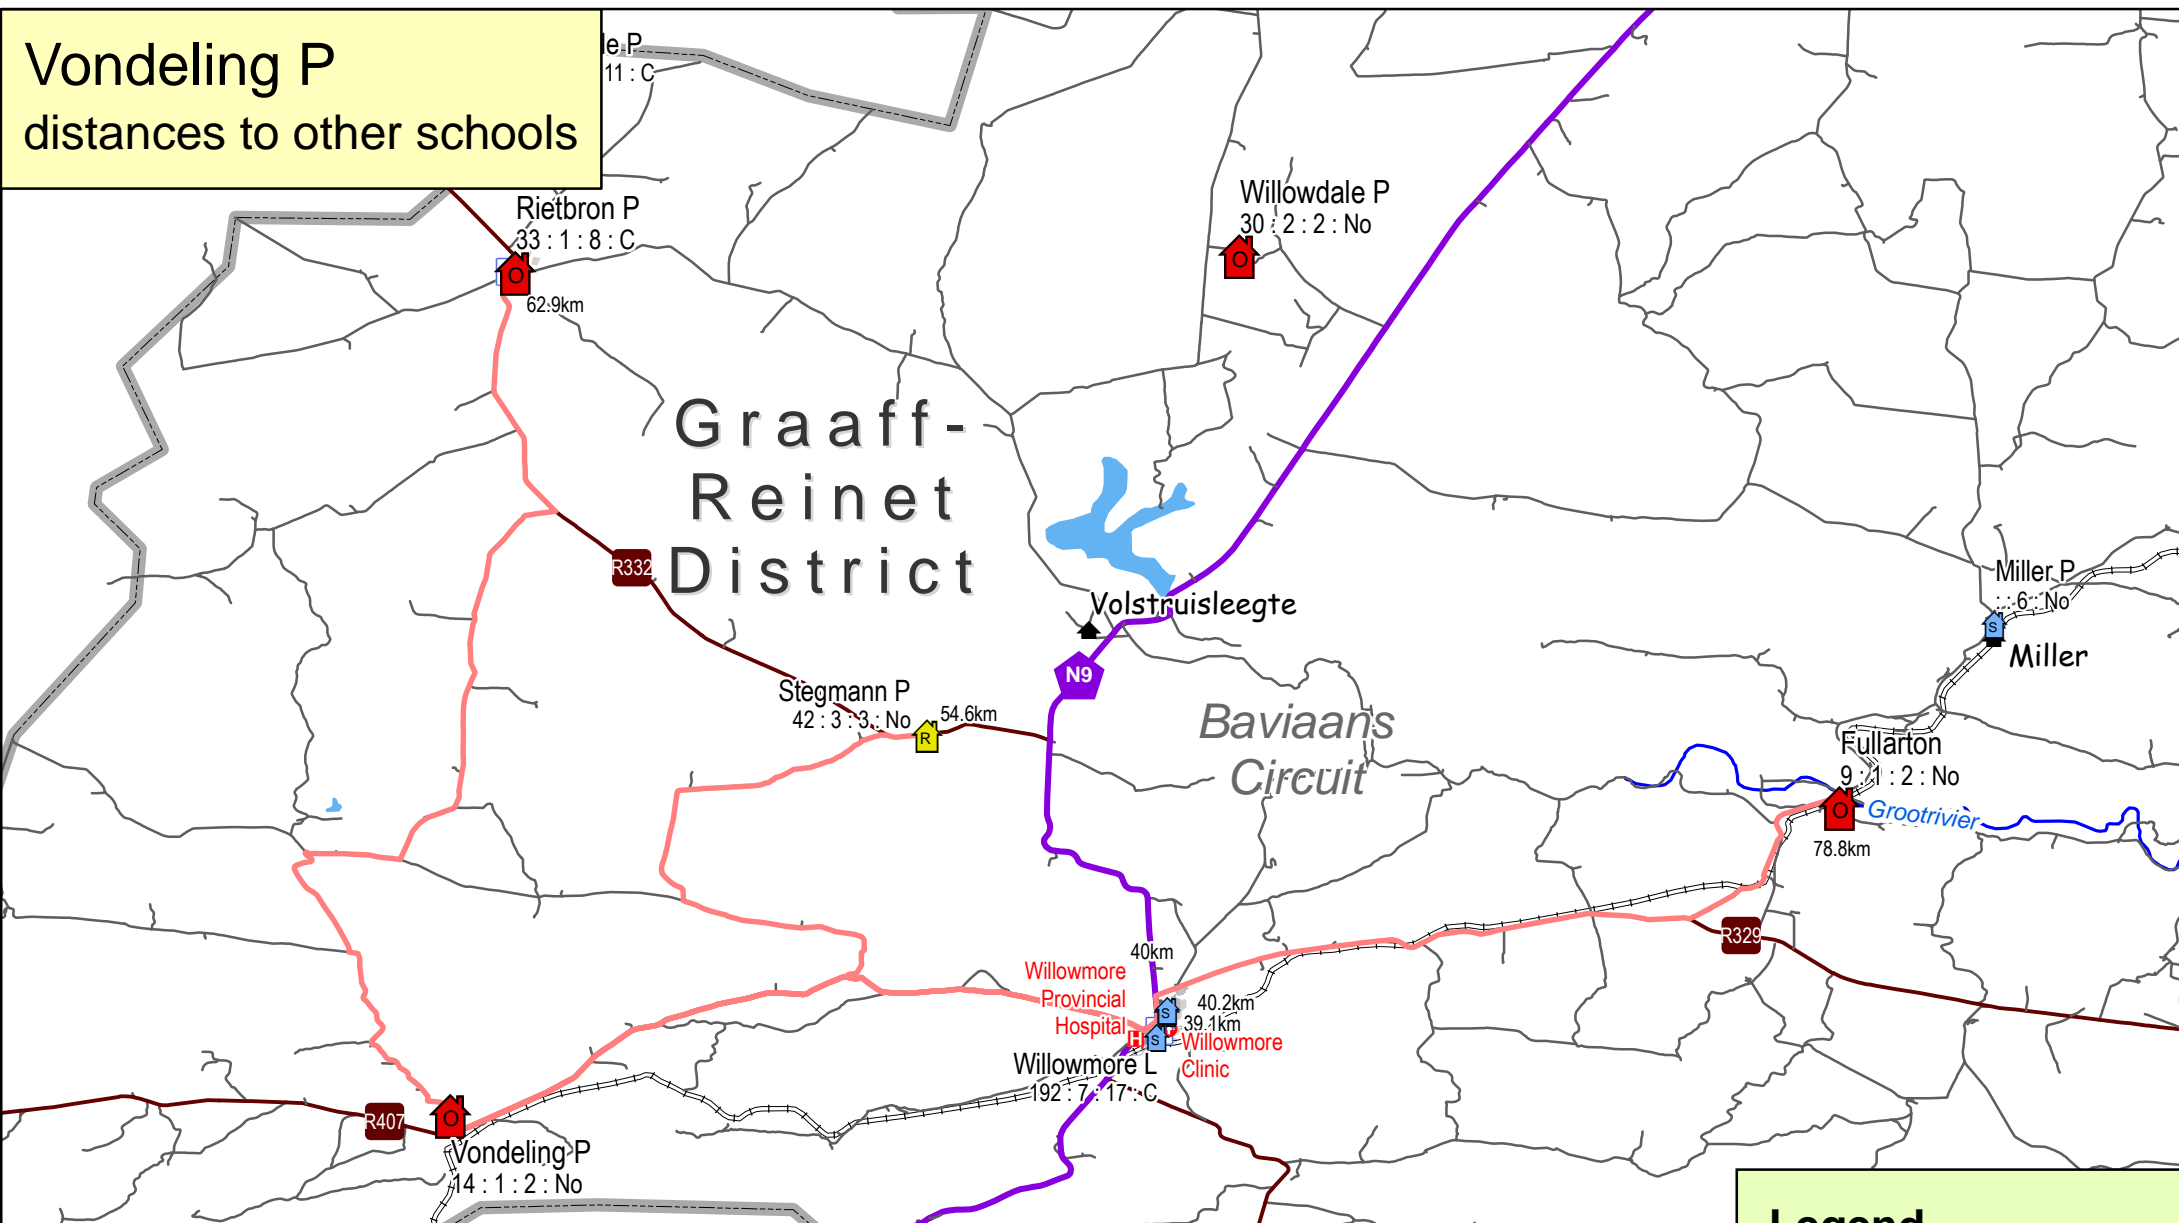 Vondeling P
distances to other schools
le P
11 : C
Rietbron P
33 : 1 : 8 : C
O
62.9km
Willowdale P
30 : 2 : 2 : No
O
Graaff-
Reinet
District
R332
Volstruisleegte
N9
Miller P
: : 6 : No
S
Miller
Stegmann P
42 : 3 : 3 : No
R
54.6km
Baviaans
Circuit
Fullarton
9 : 1 : 2 : No
O
Grootrivier
78.8km
R329
40km
Willowmore
Provincial
Hospital
S
40.2km
39.1km
H
S
Willowmore
Clinic
Willowmore L
192 : 7 : 17 : C
R407
O
Vondeling P
14 : 1 : 2 : No
Legend